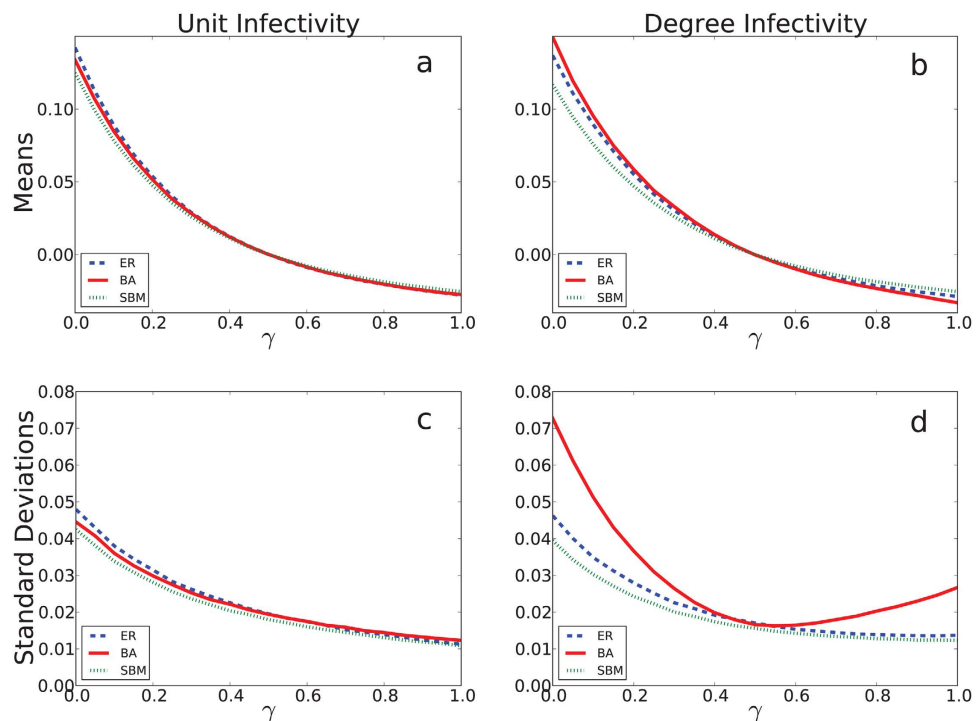 Unit Infectivity
Degree Infectivity
Means
a
0.10
0.05
0.00
ER
BA
SBM
0.0 0.2 0.4 0.6 0.8 1.0
γ
b
0.10
0.05
0.00
ER
BA
SBM
0.0 0.2 0.4 0.6 0.8 1.0
γ
Standard Deviations
c
0.08
0.07
0.06
0.05
0.04
0.03
0.02
0.01
0.00
ER
BA
SBM
0.0 0.2 0.4 0.6 0.8 1.0
γ
d
0.08
0.07
0.06
0.05
0.04
0.03
0.02
0.01
0.00
ER
BA
SBM
0.0 0.2 0.4 0.6 0.8 1.0
γ